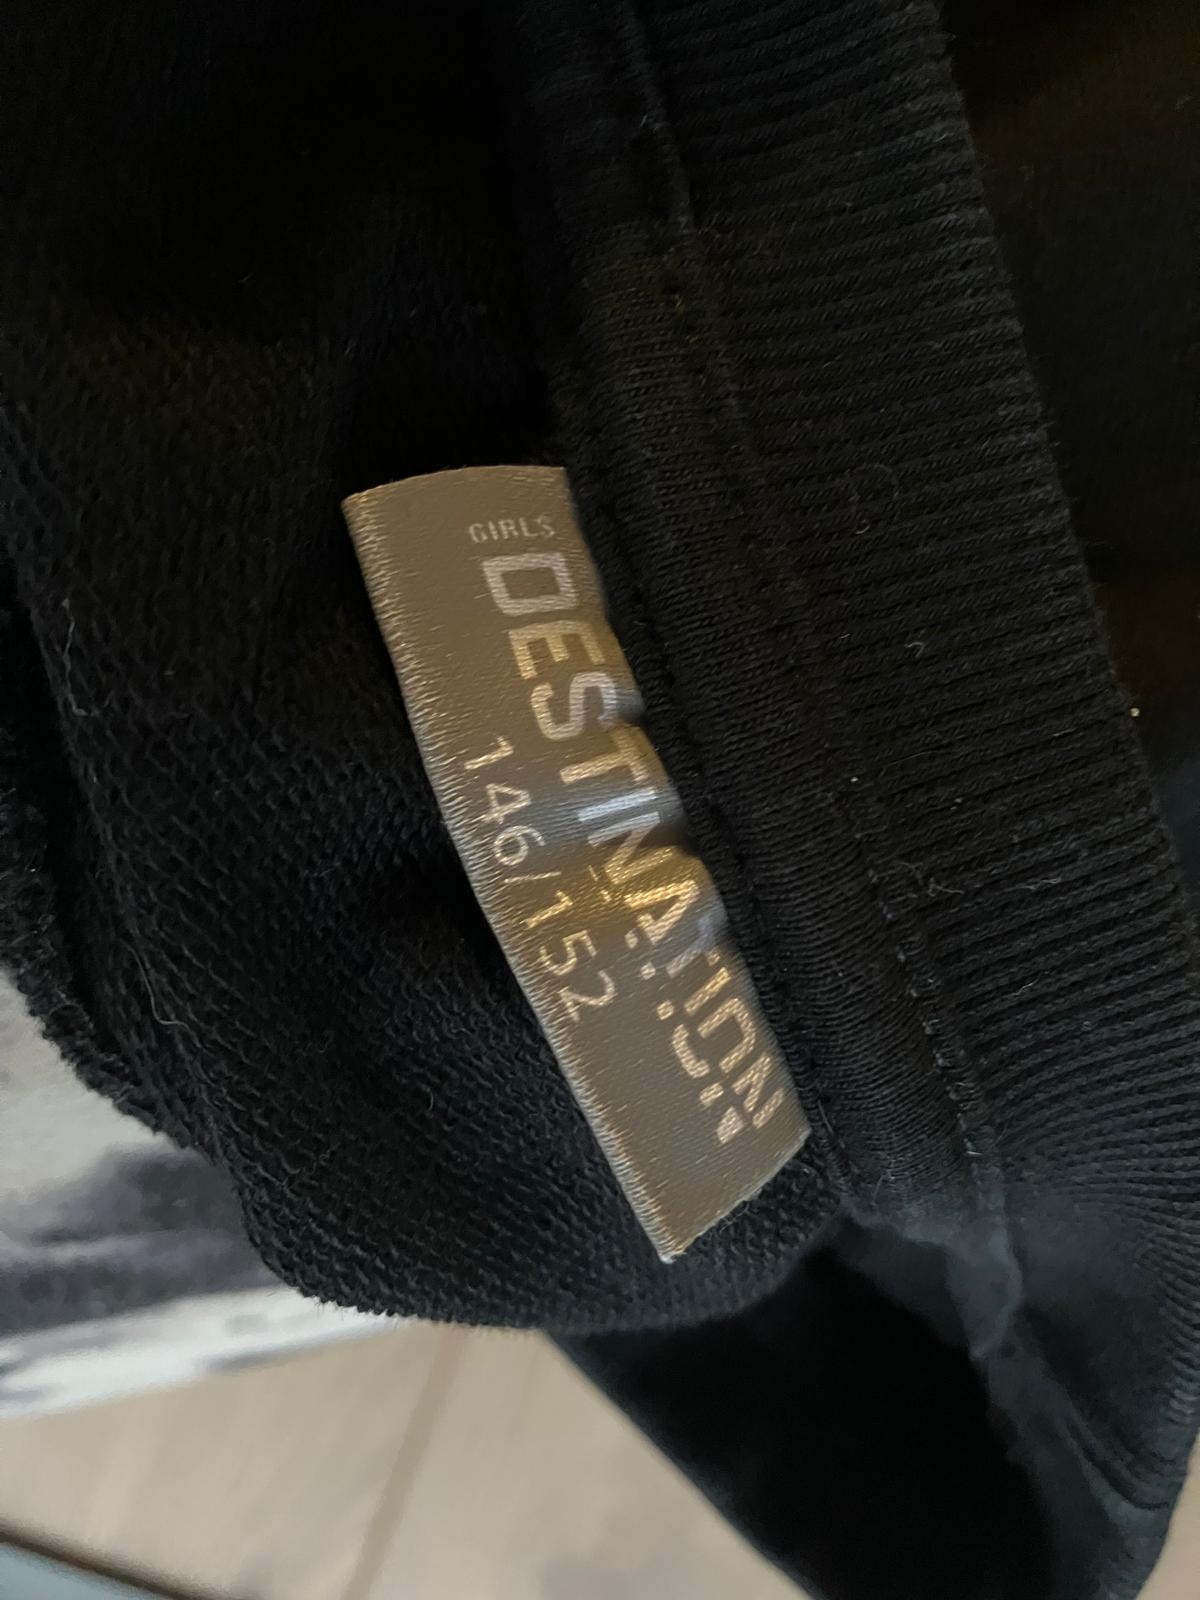 GIRLS
DESTINATION
146/152